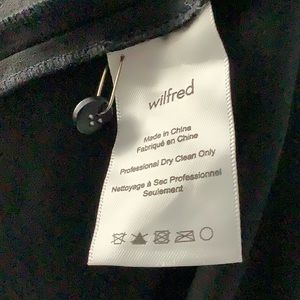 wilfred
Made in China
Fabriqué en Chine
Professional Dry Clean Only
Nettoyage à Sec Professionnel
Seulement